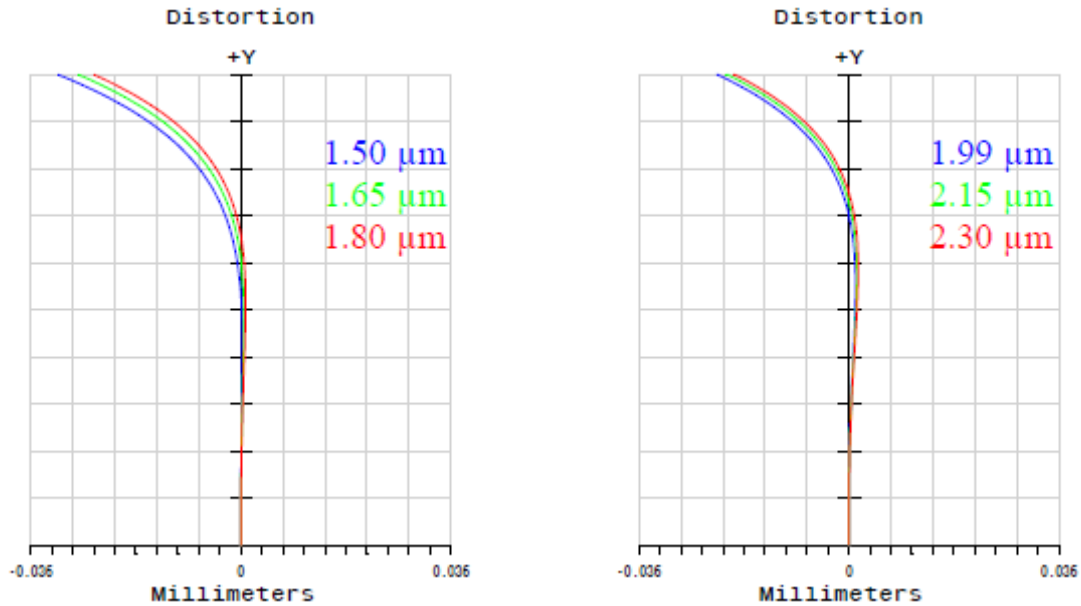 Distortion
+Y
1.50 µm
1.65 µm
1.80 µm
-0.036 0 0.036
Millimeters
Distortion
+Y
1.99 µm
2.15 µm
2.30 µm
-0.036 0 0.036
Millimeters